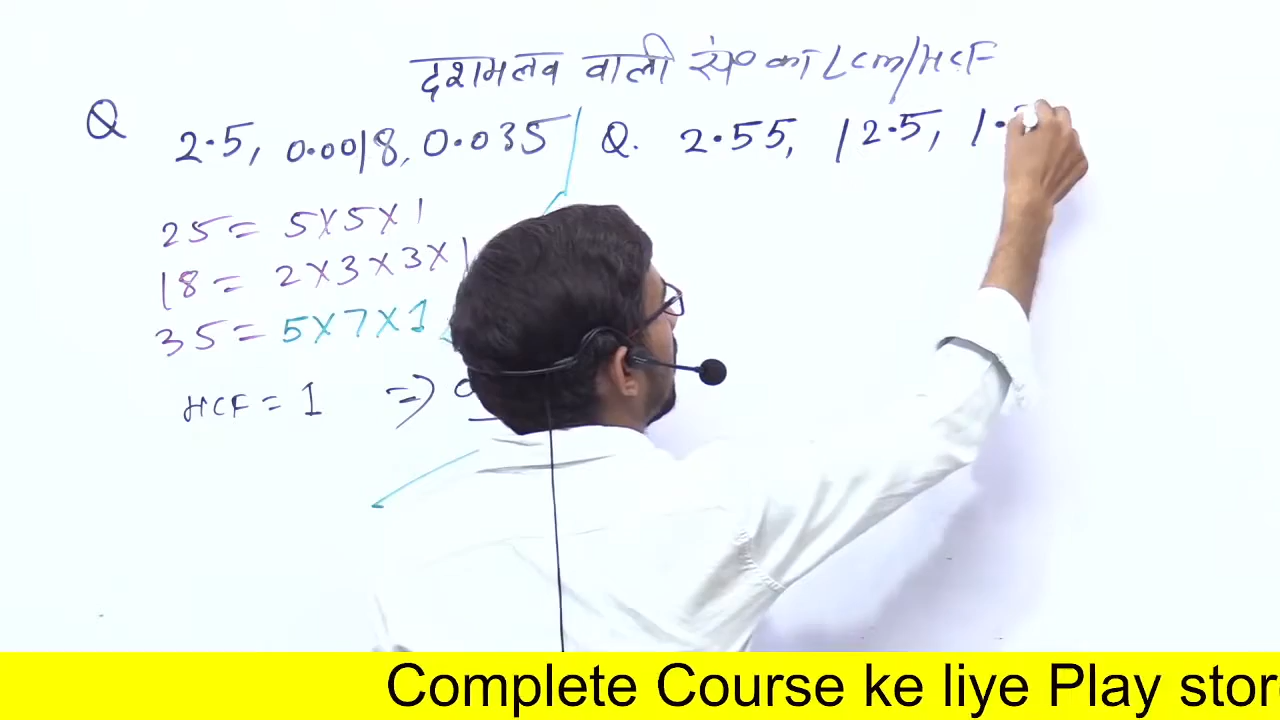 दशमलव वाली सं० का Lcm/HCF
Q 2.5, 0.0018, 0.035
25 = 5×5×1
18 = 2×3×3×1
35 = 5×7×1
HCF = 1 ⇒
Q. 2.55, 12.5, 1.
Complete Course ke liye Play stor